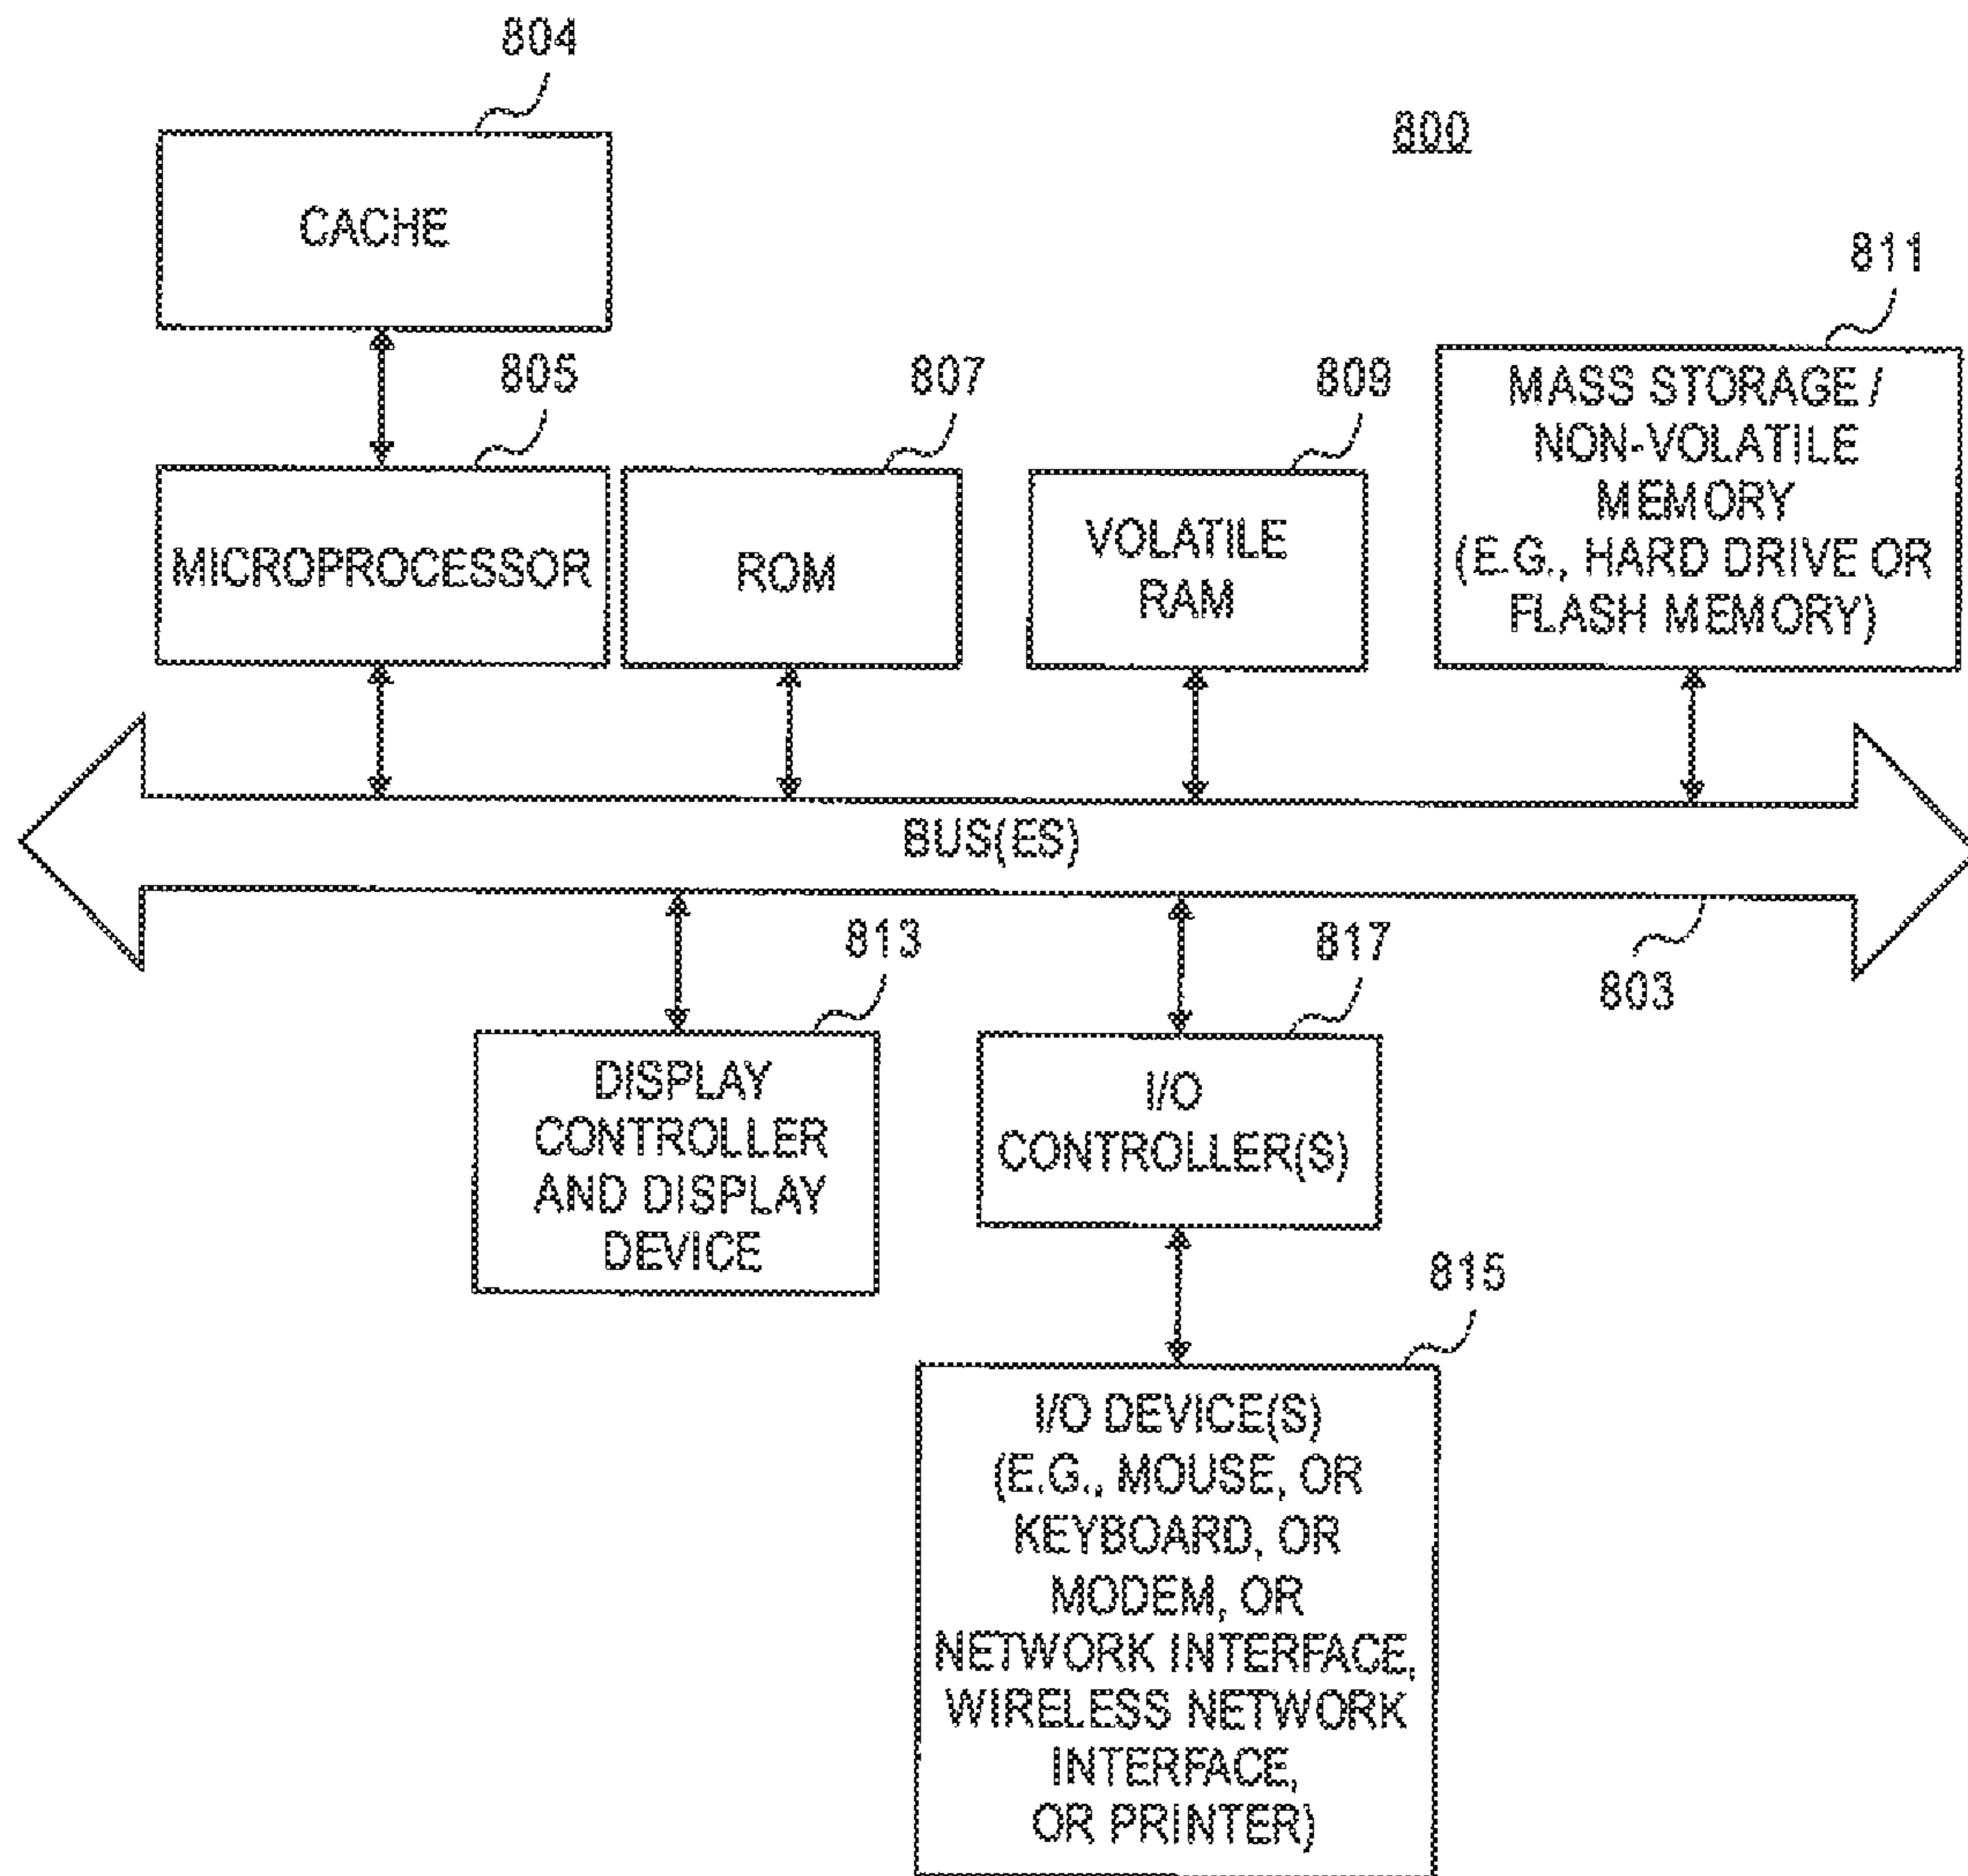 804
800
CACHE
811
805
807
809
MASS STORAGE /
NON-VOLATILE
MEMORY
(E.G., HARD DRIVE OR
FLASH MEMORY)
MICROPROCESSOR
ROM
VOLATILE
RAM
BUS(ES)
813
817
803
DISPLAY
CONTROLLER
AND DISPLAY
DEVICE
I/O
CONTROLLER(S)
815
I/O DEVICE(S)
(E.G., MOUSE, OR
KEYBOARD, OR
MODEM, OR
NETWORK INTERFACE,
WIRELESS NETWORK
INTERFACE,
OR PRINTER)